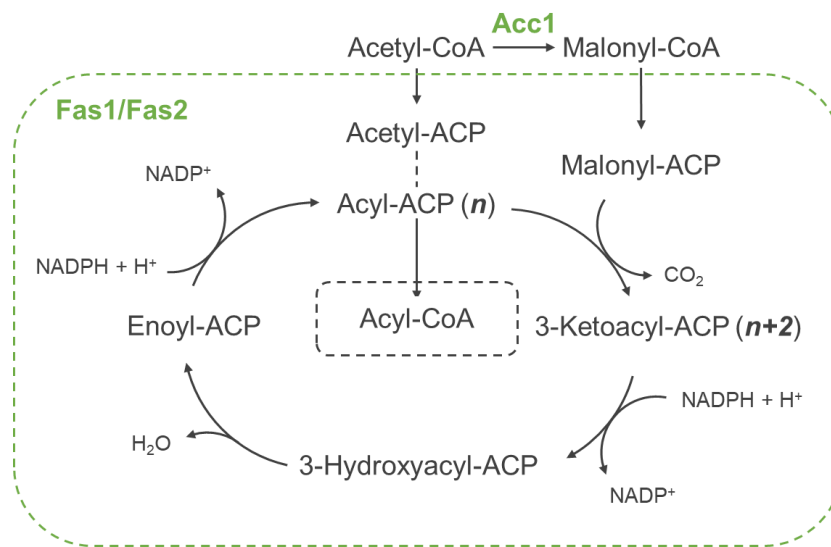 Acc1
Acetyl-CoA
Malonyl-CoA
Fas1/Fas2
Acetyl-ACP
Malonyl-ACP
NADP⁺
Acyl-ACP (n)
NADPH + H⁺
CO₂
Enoyl-ACP
Acyl-CoA
3-Ketoacyl-ACP (n+2)
NADPH + H⁺
H₂O
3-Hydroxyacyl-ACP
NADP⁺